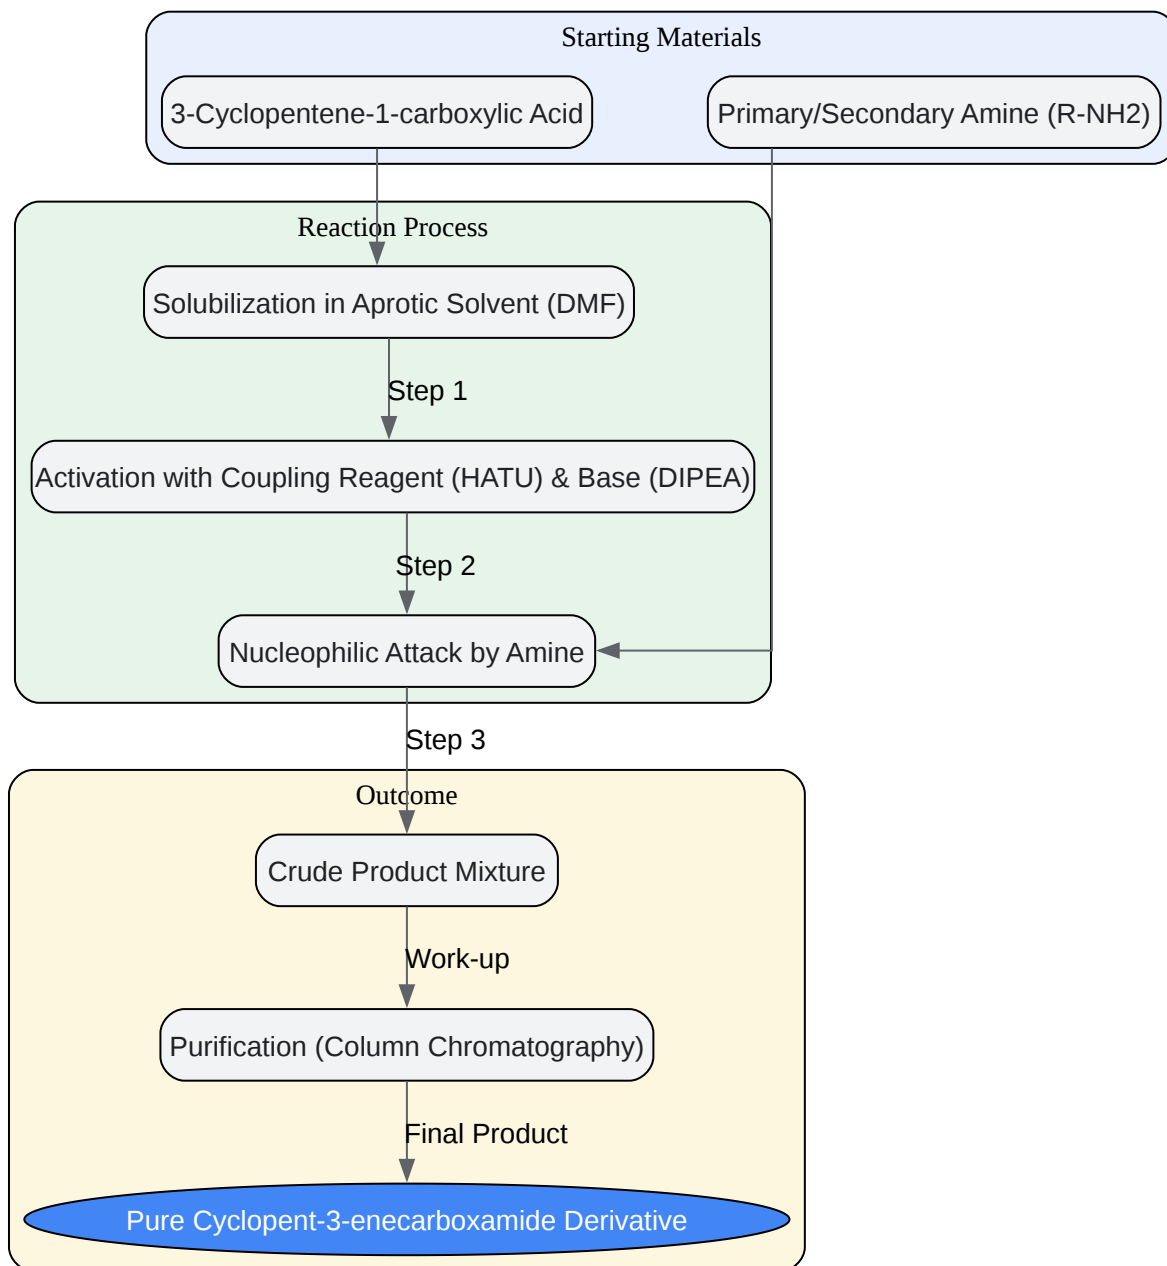 Starting Materials
3-Cyclopentene-1-carboxylic Acid
Primary/Secondary Amine (R-NH2)
Reaction Process
Solubilization in Aprotic Solvent (DMF)
Step 1
Activation with Coupling Reagent (HATU) & Base (DIPEA)
Step 2
Nucleophilic Attack by Amine
Step 3
Outcome
Crude Product Mixture
Work-up
Purification (Column Chromatography)
Final Product
Pure Cyclopent-3-enecarboxamide Derivative